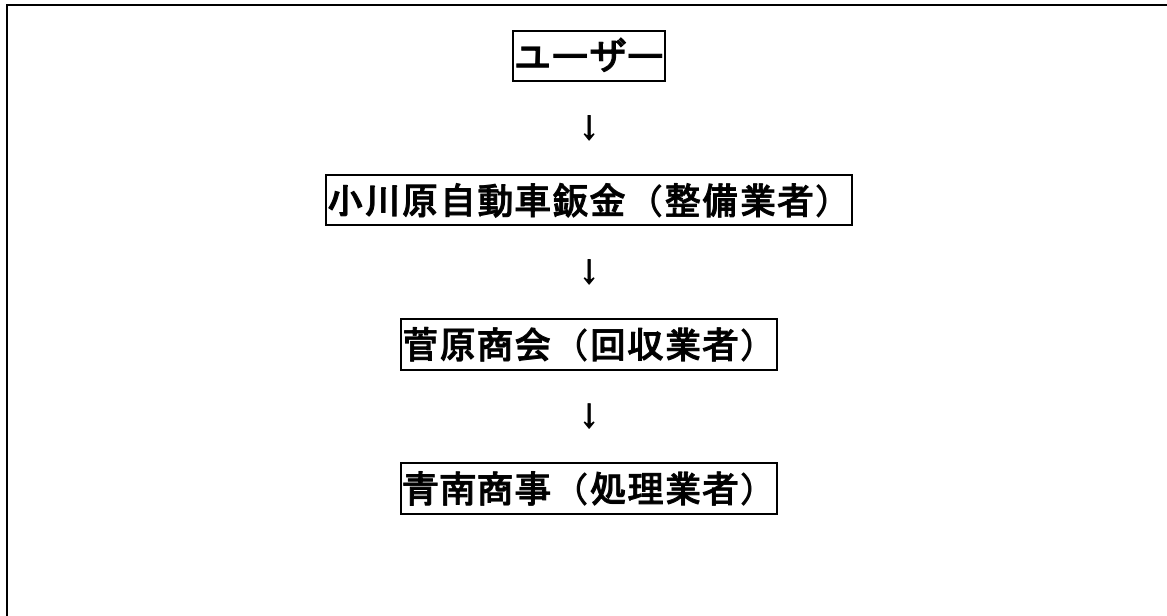 ユーザー
↓
小川原自動車鈑金（整備業者）
↓
菅原商会（回収業者）
↓
青南商事（処理業者）